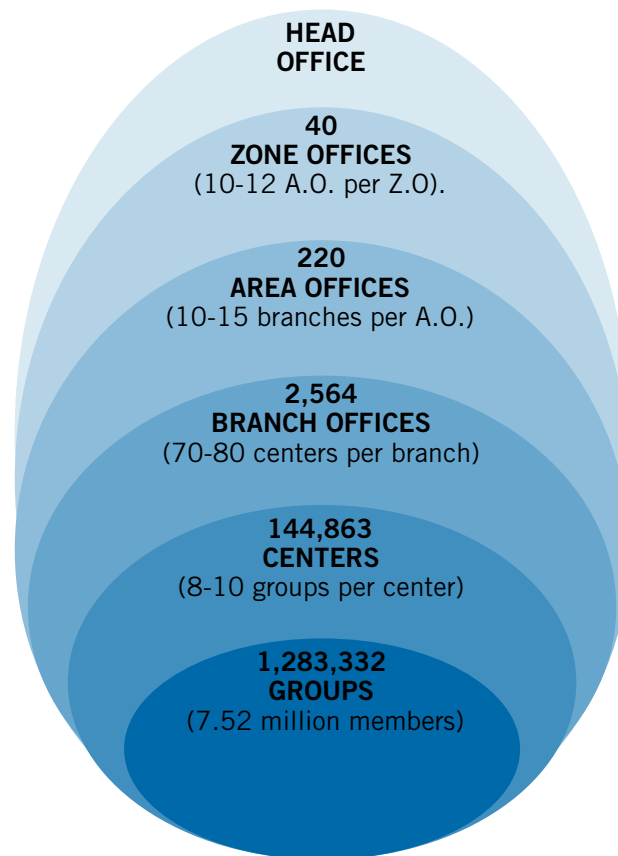 HEAD
OFFICE
40
ZONE OFFICES
(10-12 A.O. per Z.O).
220
AREA OFFICES
(10-15 branches per A.O.)
2,564
BRANCH OFFICES
(70-80 centers per branch)
144,863
CENTERS
(8-10 groups per center)
1,283,332
GROUPS
(7.52 million members)